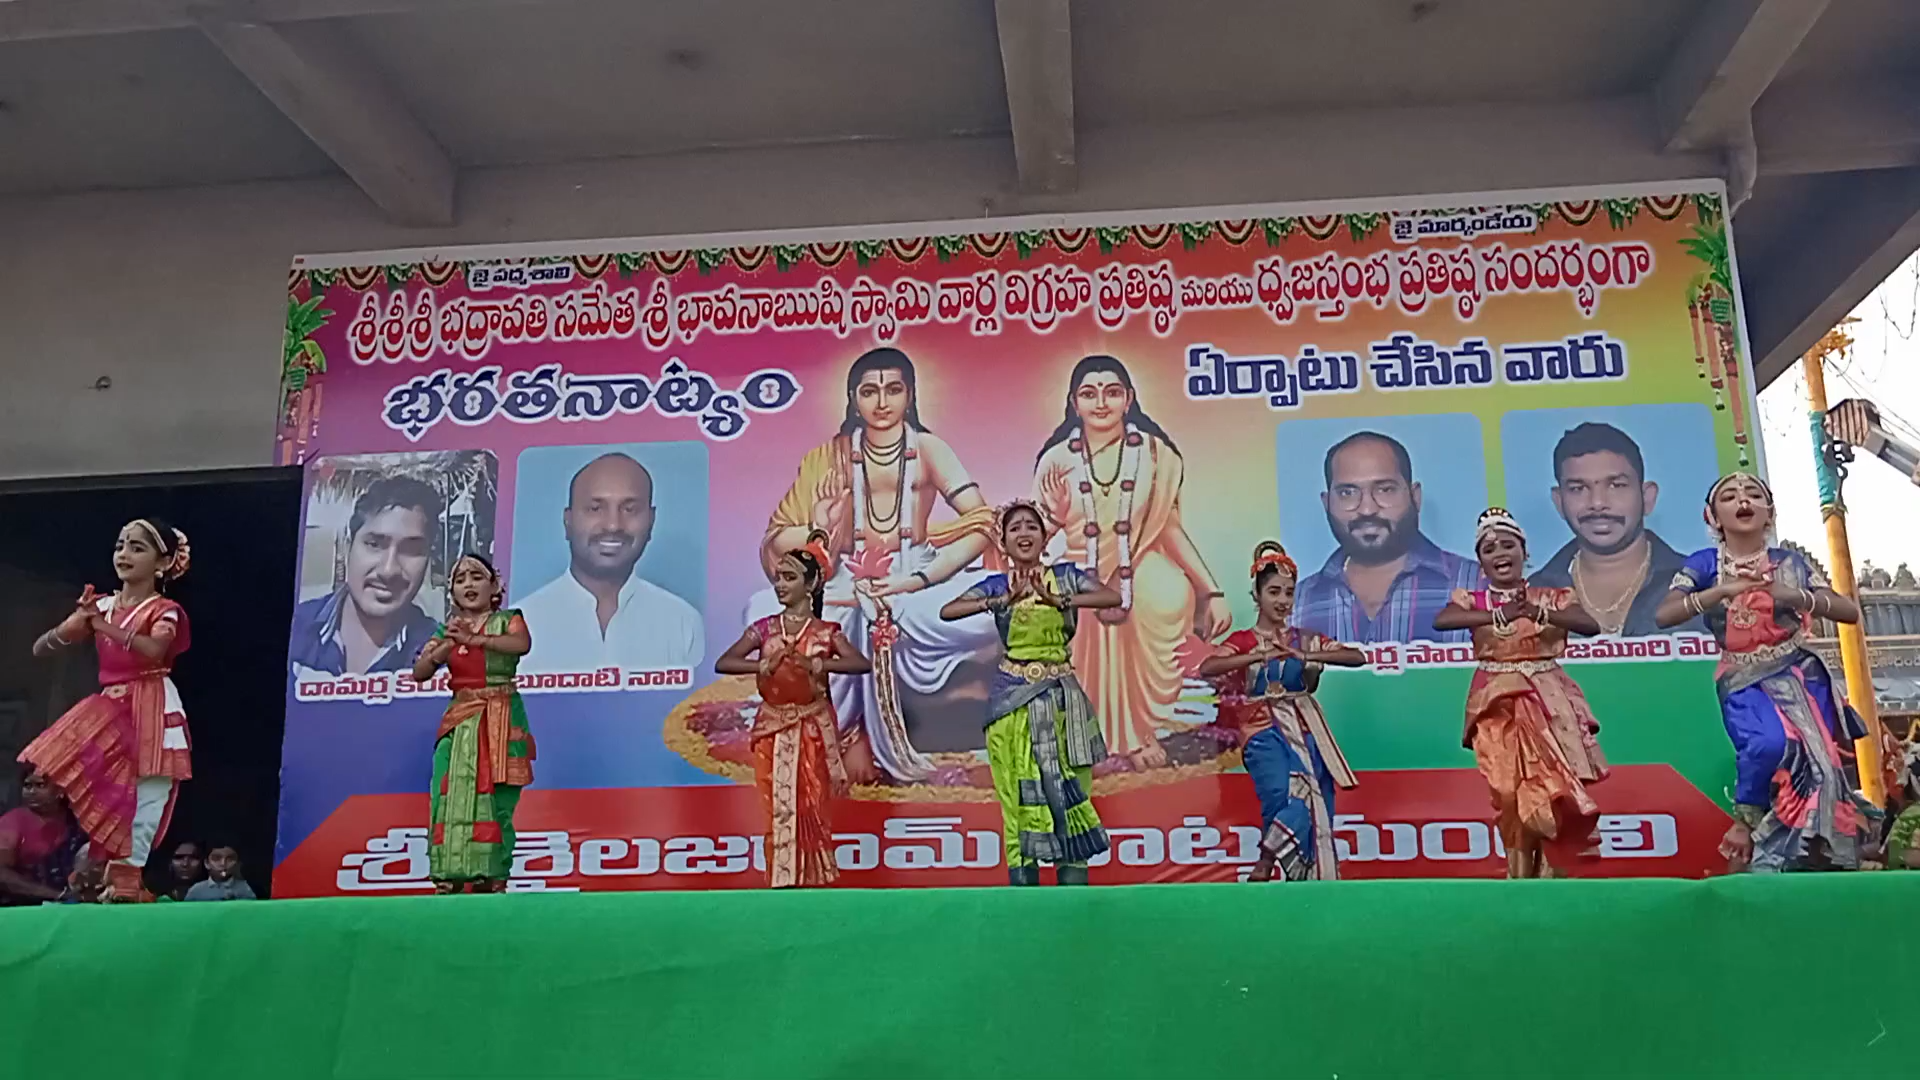 జై పద్మశాలి
జై మార్కండేయ
శ్రీశ్రీశ్రీ భద్రావతి సమేత శ్రీ భావనాఋషి స్వామి వార్ల విగ్రహ ప్రతిష్ఠ మరియు ధ్వజస్తంభ ప్రతిష్ఠ సందర్భంగా
భరతనాట్యం
ఏర్పాటు చేసిన వారు
దామర్ల
బూదాటి నాని
శ్రీ